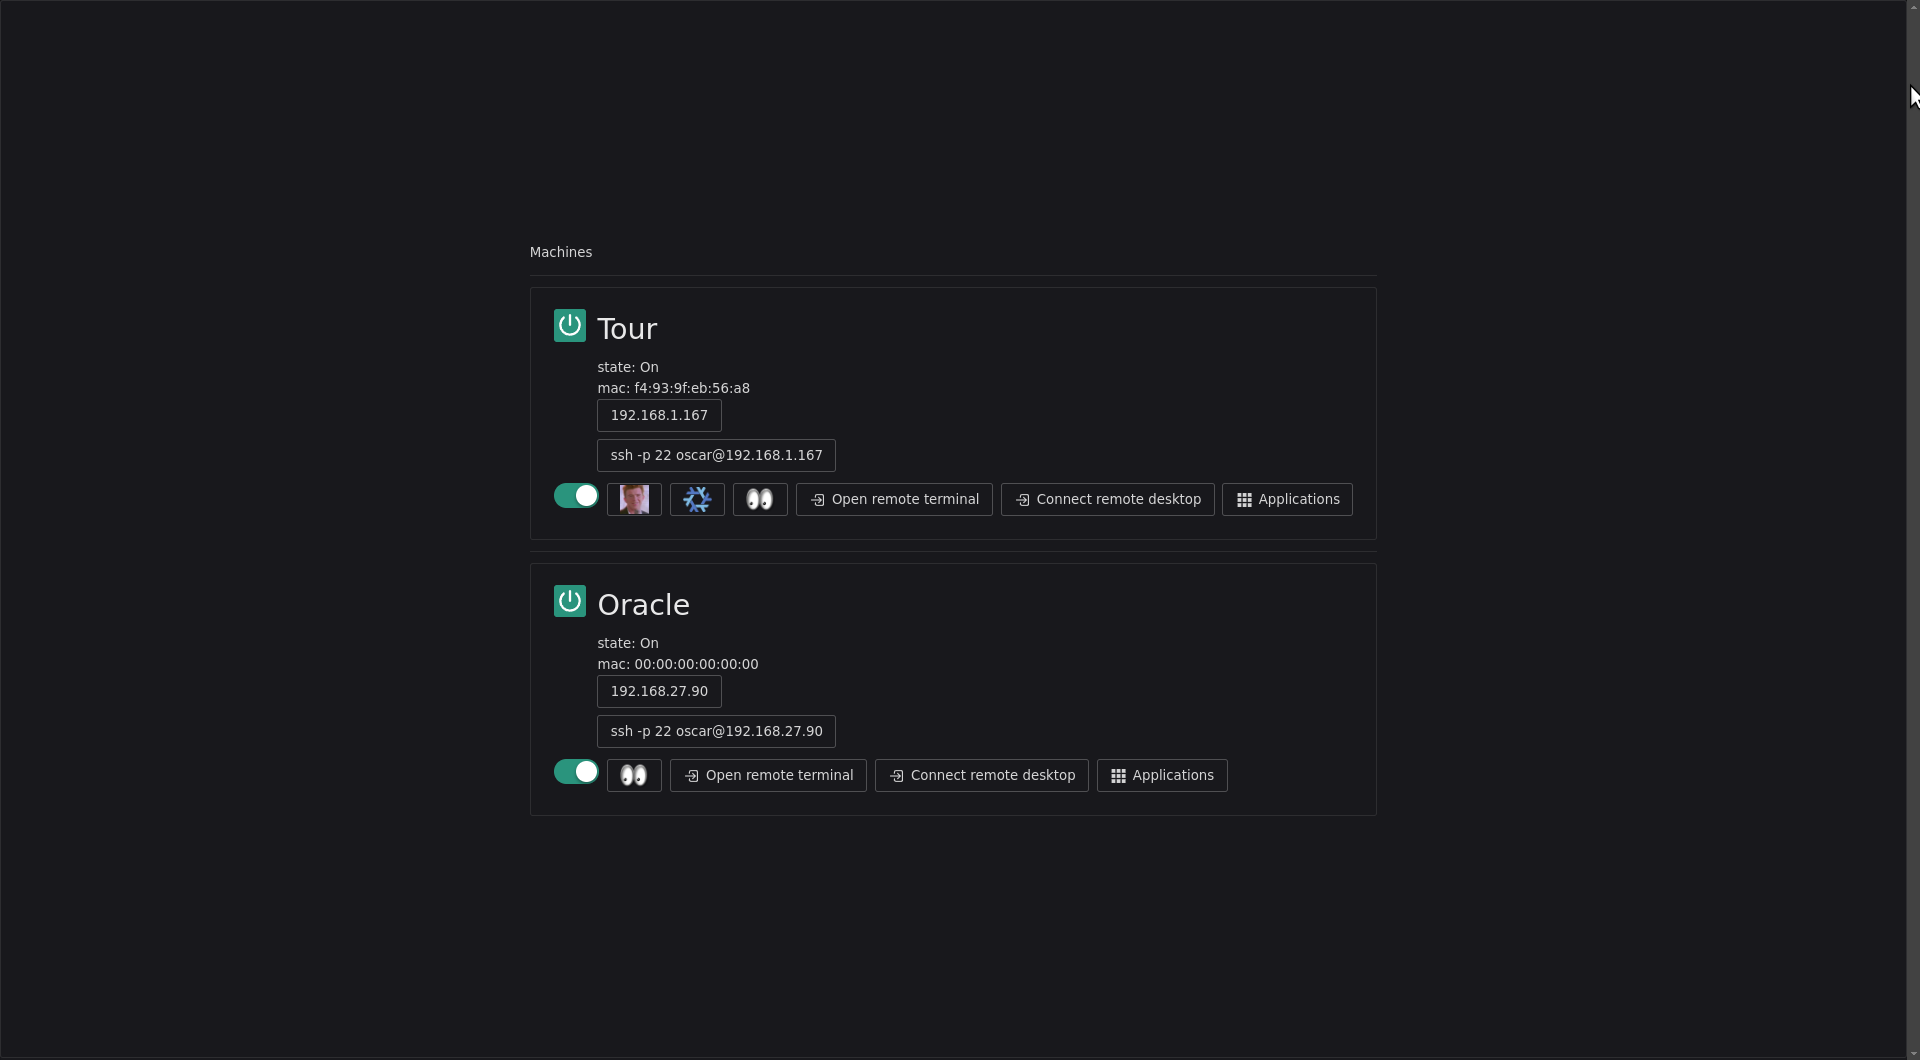 Machines
Tour
state: On
mac: f4:93:9f:eb:56:a8
192.168.1.167
ssh -p 22 oscar@192.168.1.167
Open remote terminal
Connect remote desktop
Applications
Oracle
state: On
mac: 00:00:00:00:00:00
192.168.27.90
ssh -p 22 oscar@192.168.27.90
Open remote terminal
Connect remote desktop
Applications